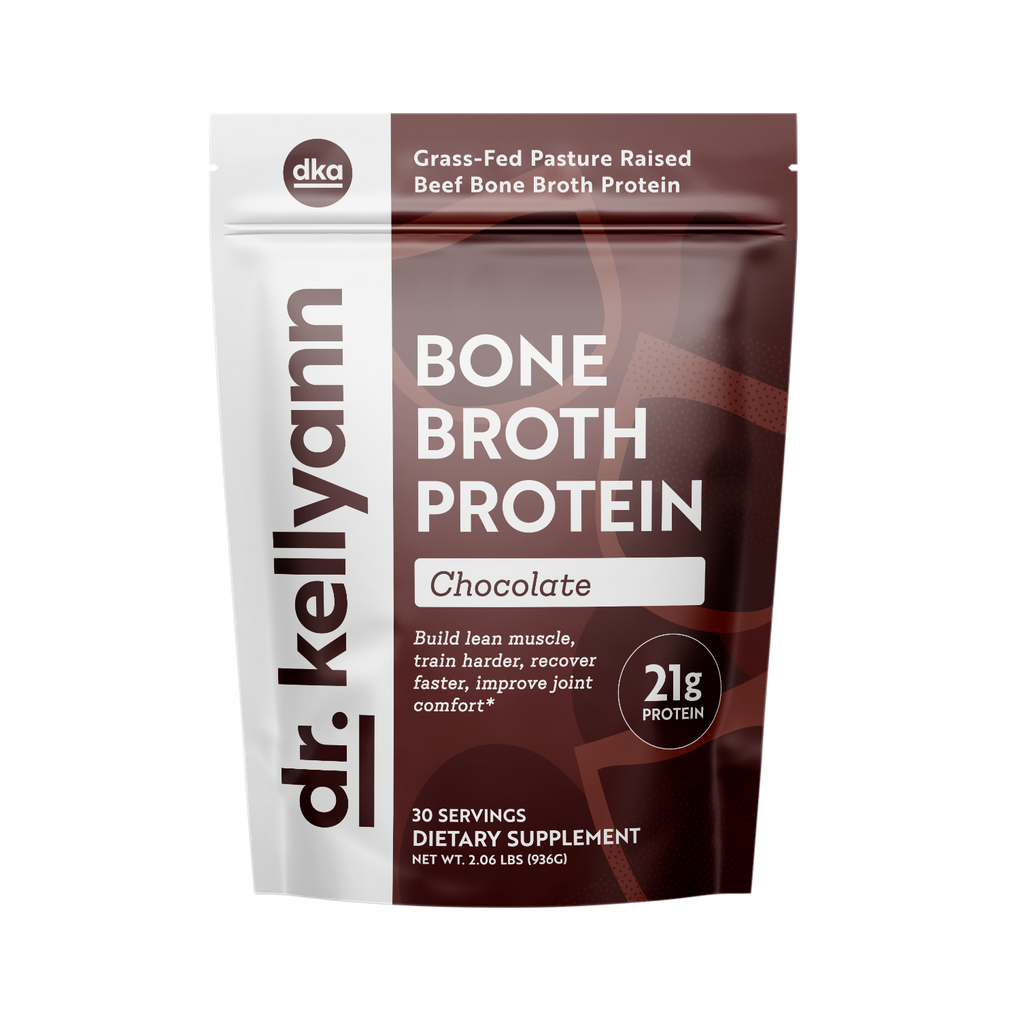 dka
Grass-Fed Pasture Raised
Beef Bone Broth Protein
dr. kellyann
BONE
BROTH
PROTEIN
Chocolate
Build lean muscle,
train harder, recover
faster, improve joint
comfort*
21g
PROTEIN
30 SERVINGS
DIETARY SUPPLEMENT
NET WT. 2.06 LBS (936G)